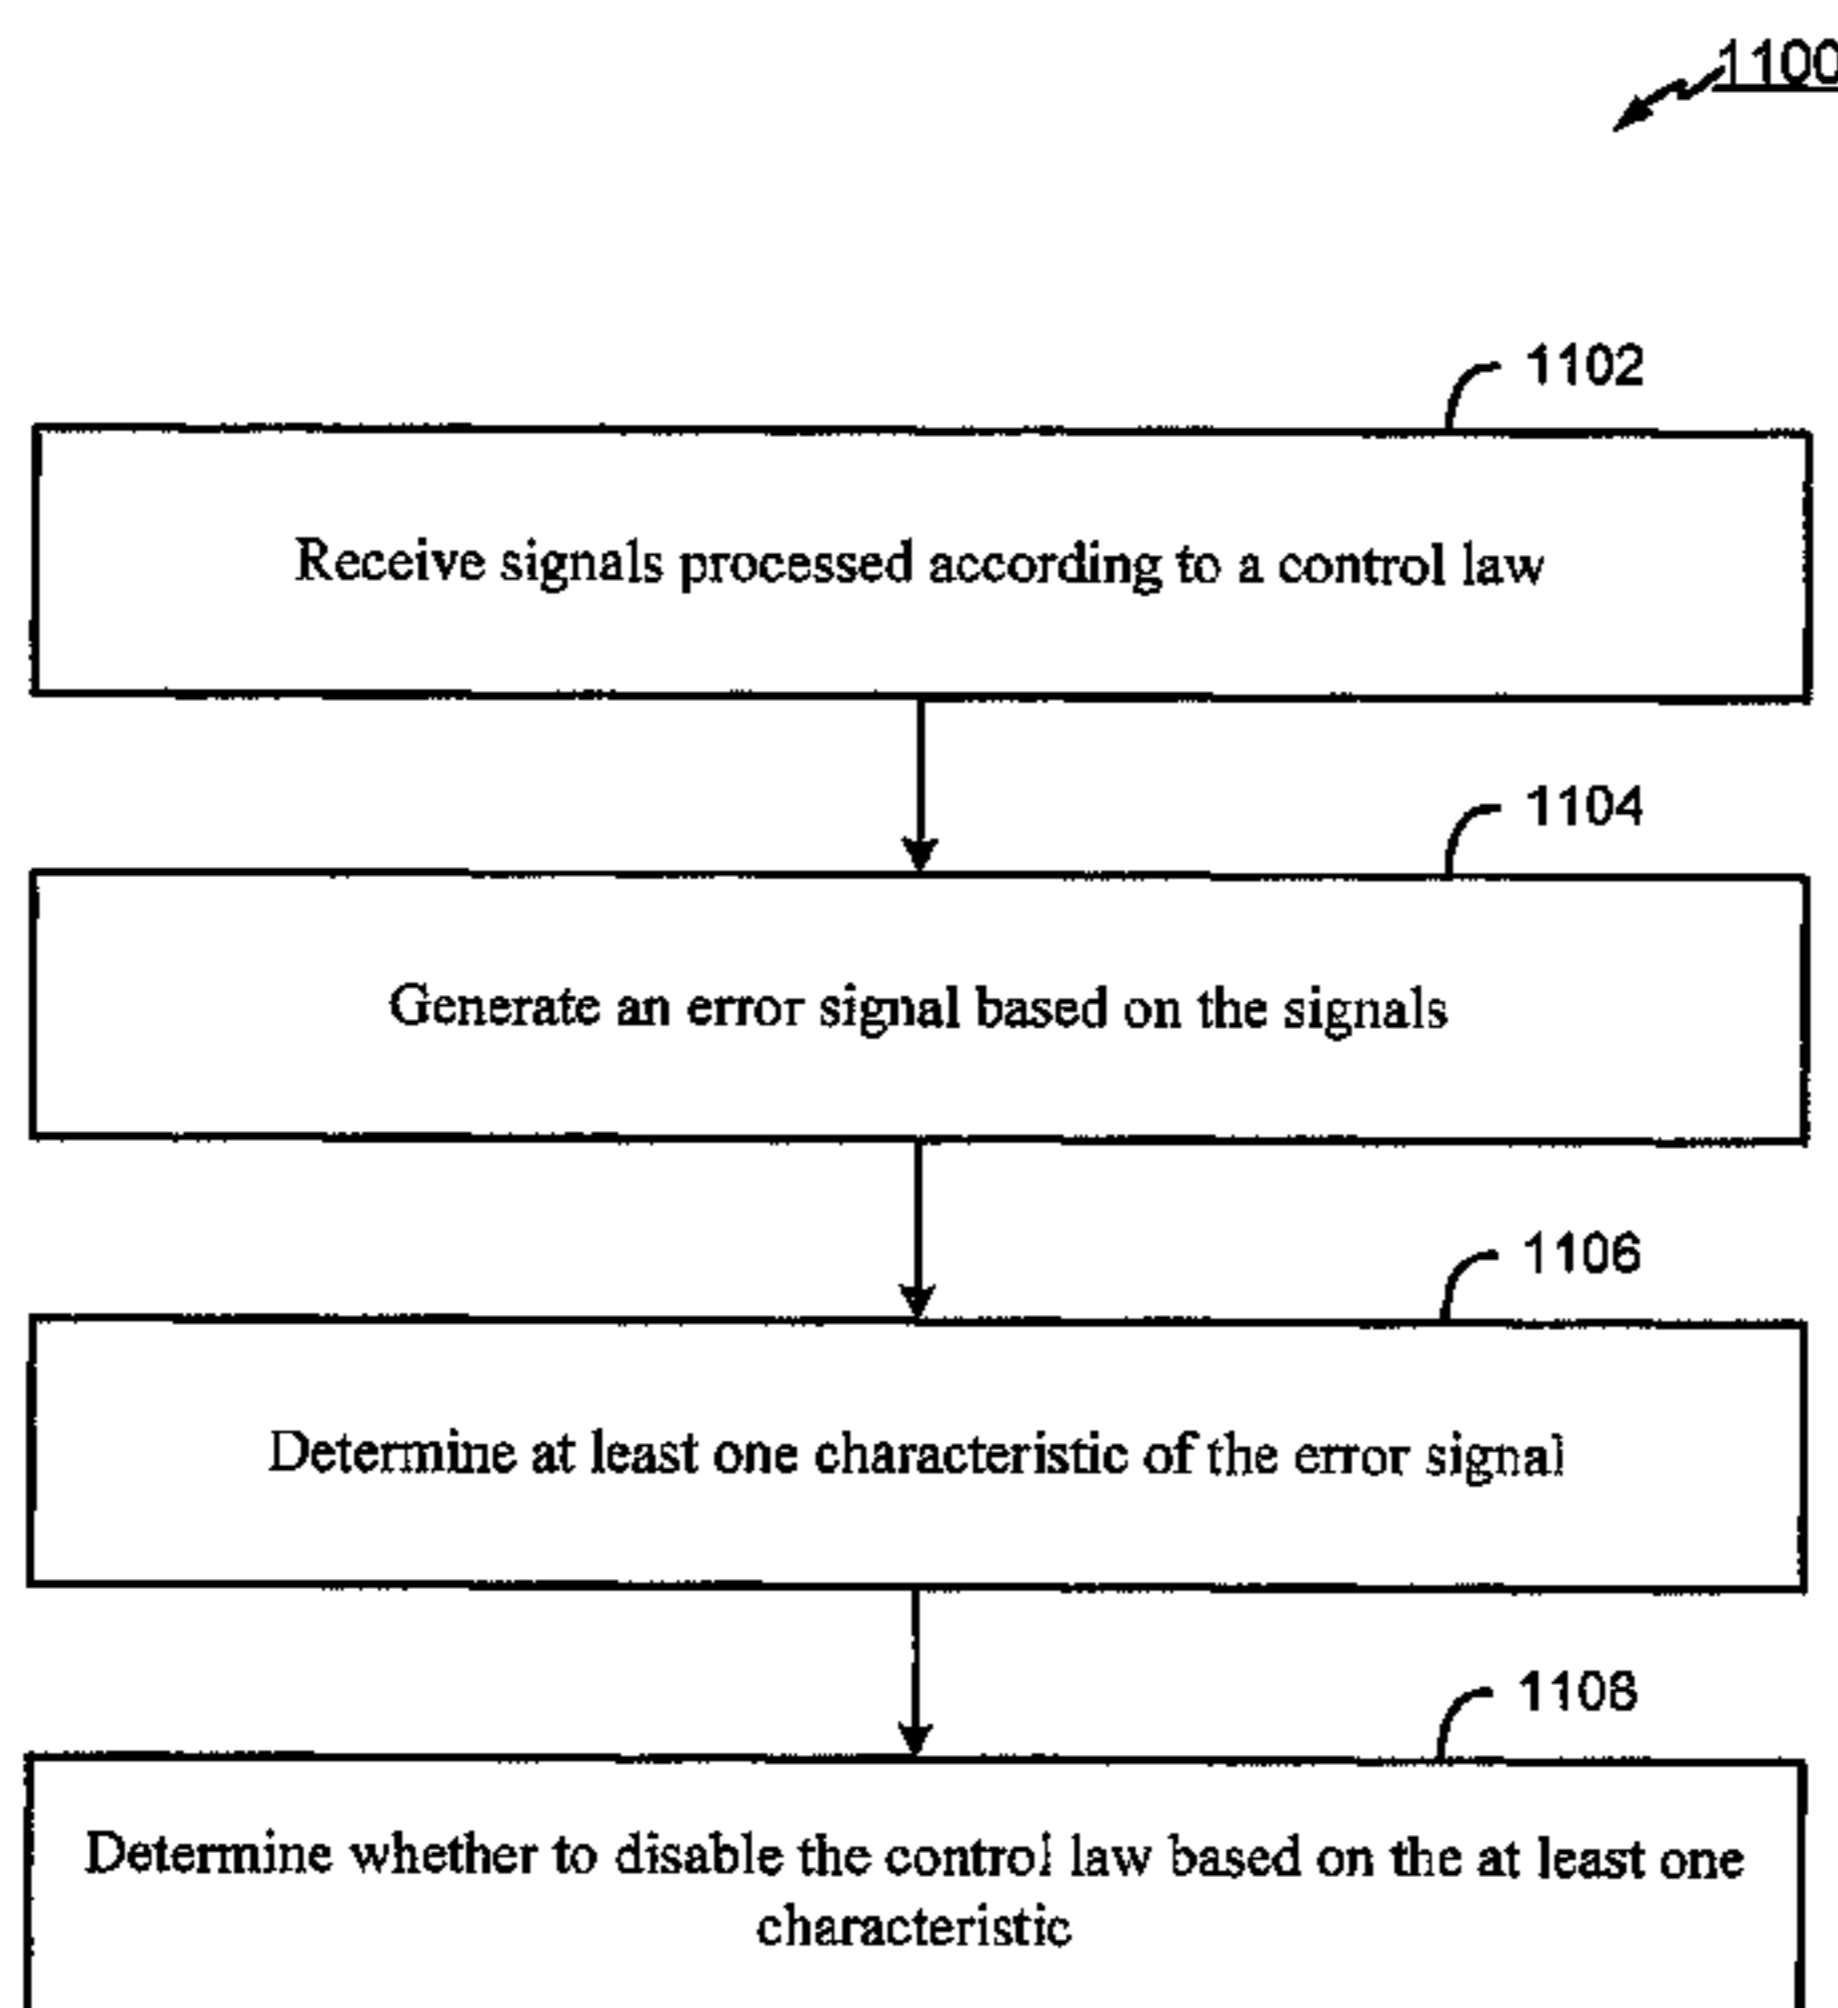 1100
1102
Receive signals processed according to a control law
1104
Generate an error signal based on the signals
1106
Determine at least one characteristic of the error signal
1108
Determine whether to disable the control law based on the at least one
characteristic